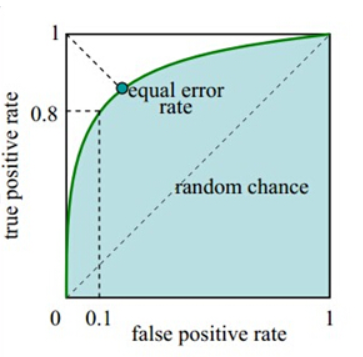 1
equal error
rate
0.8
true positive rate
random chance
0
0.1
1
false positive rate